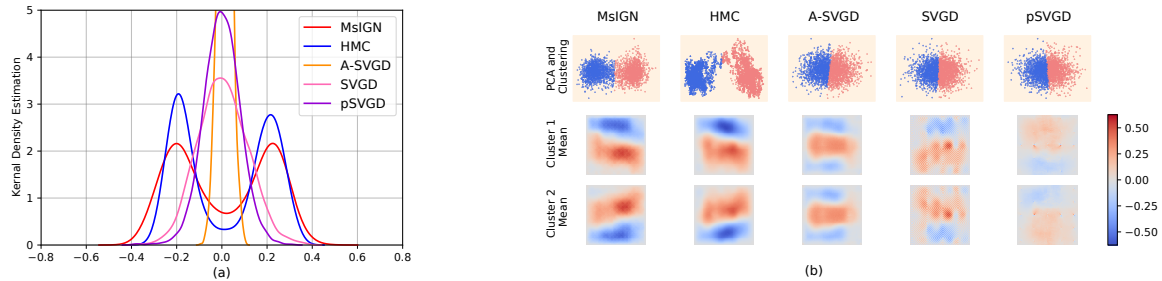 5
4
3
2
1
0
Kernal Density Estimation
MsIGN
HMC
A-SVGD
SVGD
pSVGD
−0.8 −0.6 −0.4 −0.2 0.0 0.2 0.4 0.6 0.8
(a)
MsIGN HMC A-SVGD SVGD pSVGD
PCA and
Clustering
Cluster 1
Mean
Cluster 2
Mean
0.50
0.25
0.00
−0.25
−0.50
(b)